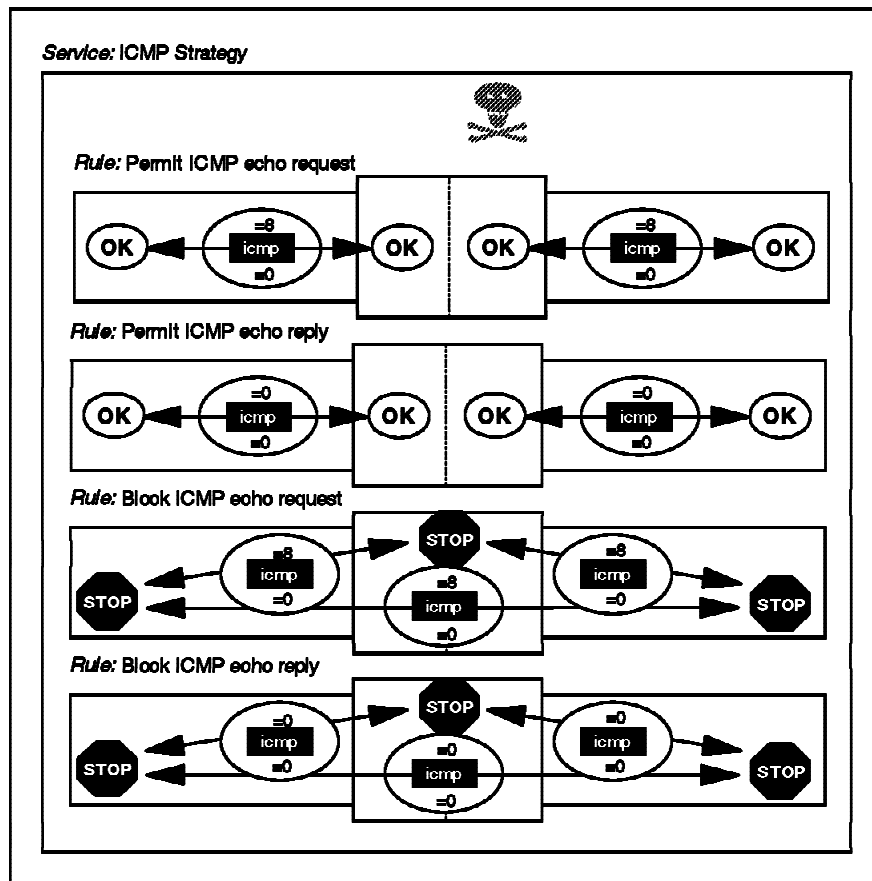 Service: ICMP Strategy
Rule: Permit ICMP echo request
=8 =8
OK icmp OK OK icmp OK
=0 =0
Rule: Permit ICMP echo reply
=0 =0
OK icmp OK OK icmp OK
=0 =0
Rule: Block ICMP echo request
STOP
=8 =8
icmp icmp
=8
STOP =0 icmp =0 STOP
=0
Rule: Block ICMP echo reply
STOP
=0 =0
icmp icmp
=0
STOP =0 icmp =0 STOP
=0